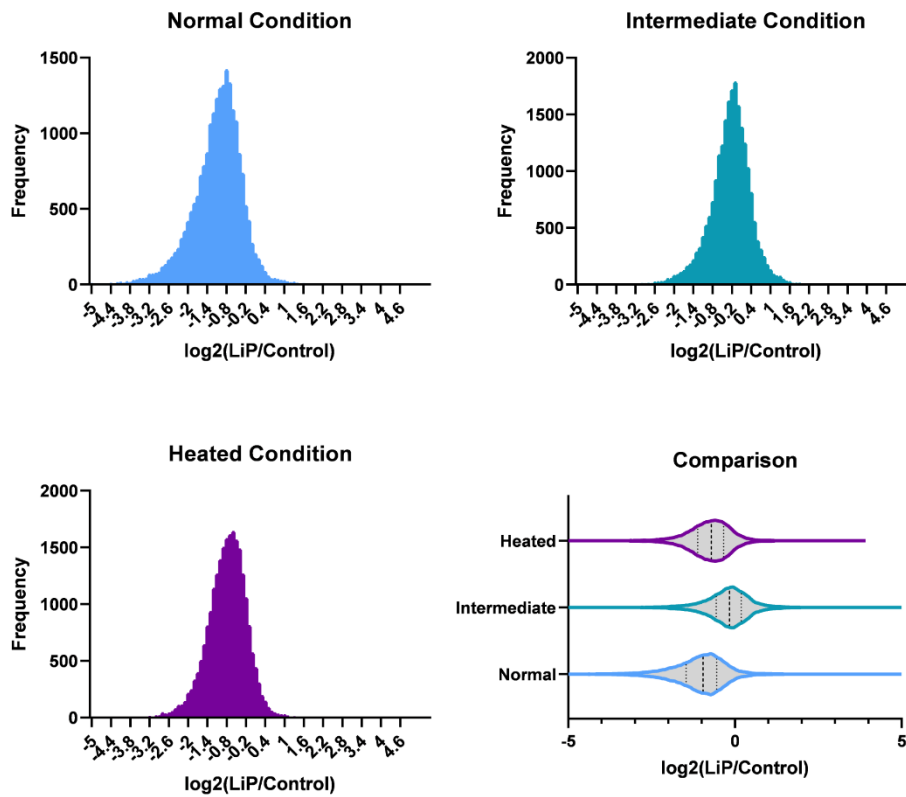 Normal Condition
Frequency
1500
1000
500
0
-5 -4.4 -3.8 -3.2 -2.6 -2 -1.4 -0.8 -0.2 0.4 1 1.6 2.2 2.8 3.4 4 4.6
log2(LiP/Control)
Intermediate Condition
Frequency
2000
1500
1000
500
0
-5 -4.4 -3.8 -3.2 -2.6 -2 -1.4 -0.8 -0.2 0.4 1 1.6 2.2 2.8 3.4 4 4.6
log2(LiP/Control)
Heated Condition
Frequency
2000
1500
1000
500
0
-5 -4.4 -3.8 -3.2 -2.6 -2 -1.4 -0.8 -0.2 0.4 1 1.6 2.2 2.8 3.4 4 4.6
log2(LiP/Control)
Comparison
Heated
Intermediate
Normal
-5 0 5
log2(LiP/Control)